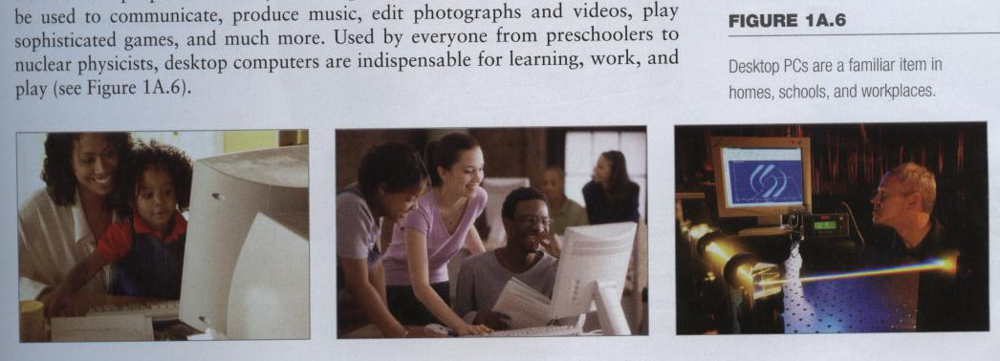 be used to communicate, produce music, edit photographs and videos, play
sophisticated games, and much more. Used by everyone from preschoolers to
nuclear physicists, desktop computers are indispensable for learning, work, and
play (see Figure 1A.6).
FIGURE 1A.6
Desktop PCs are a familiar item in
homes, schools, and workplaces.